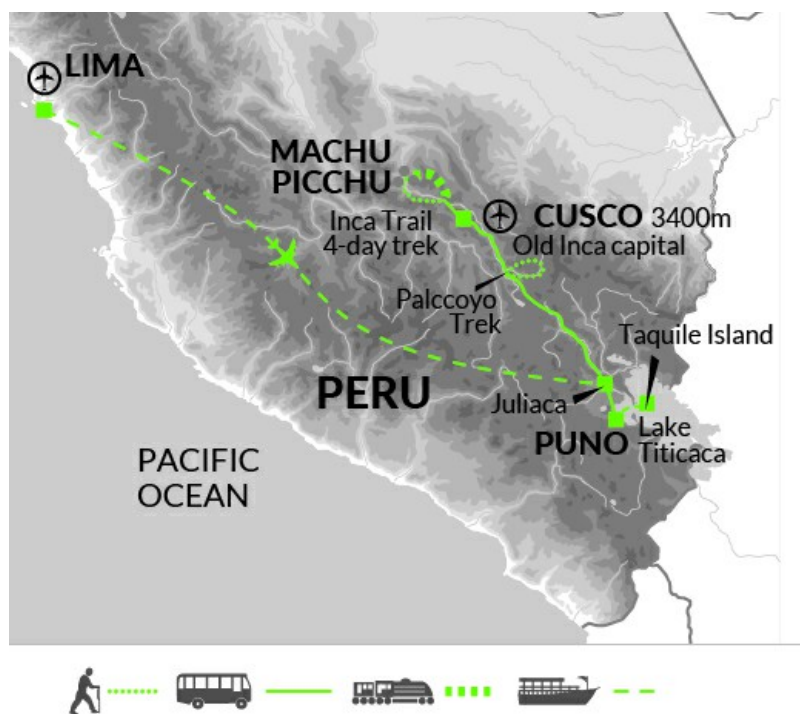 LIMA
MACHU
PICCHU
Inca Trail
4-day trek
CUSCO 3400m
Old Inca capital
Palccoyo
Trek
Taquile Island
PERU
Juliaca
PUNO
Lake
Titicaca
PACIFIC
OCEAN